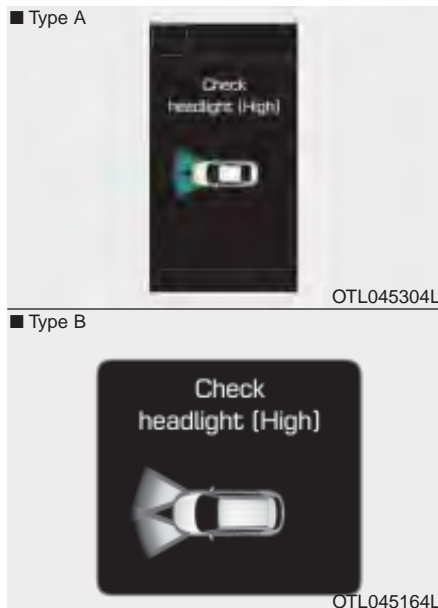 ■ Type A
Check
headlight (High)
OTL045304L
■ Type B
Check
headlight (High)
OTL045164L